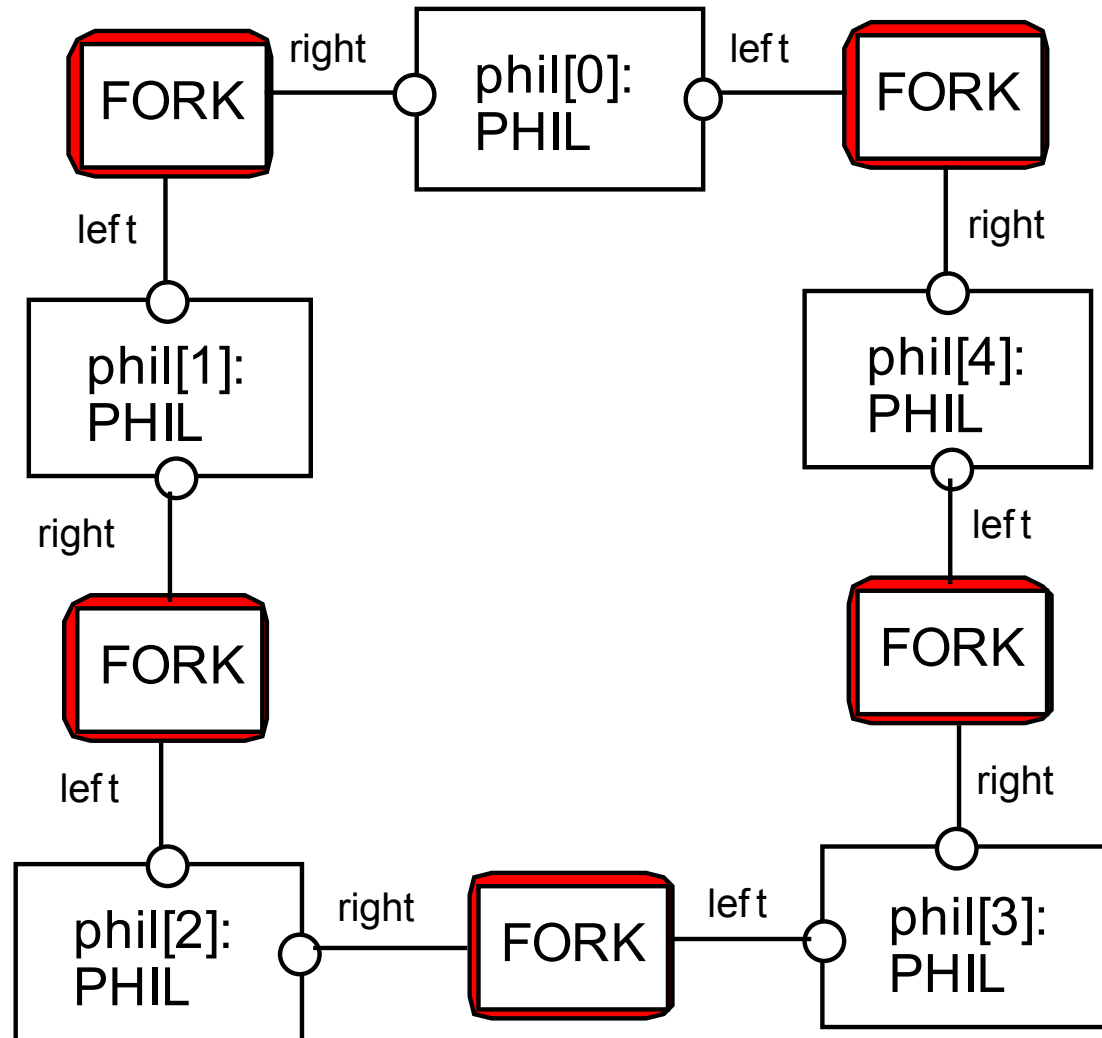 right
left
FORK
phil[0]:
PHIL
FORK
left
right
phil[1]:
PHIL
phil[4]:
PHIL
right
left
FORK
FORK
left
right
phil[2]:
PHIL
right
FORK
left
phil[3]:
PHIL